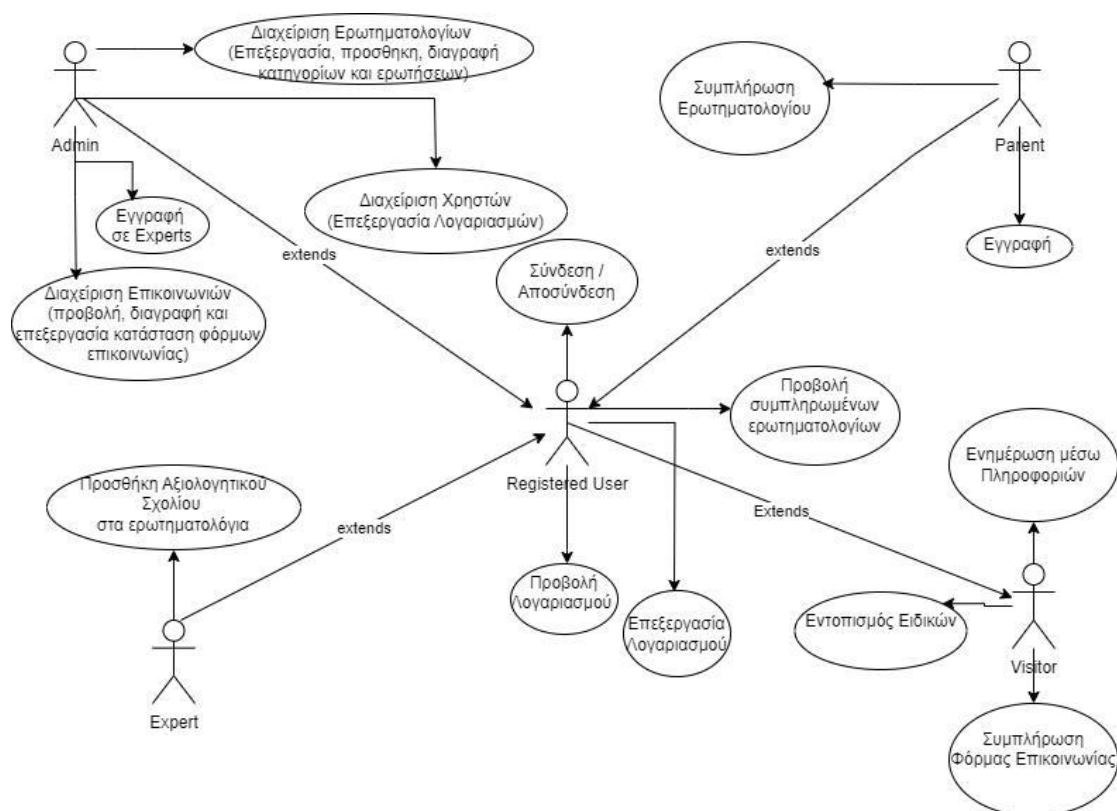 Διαχείριση Ερωτηματολογίων
(Επεξεργασία, προσθηκη, διαγραφή
κατηγορίων και ερωτήσεων)
Admin
Συμπλήρωση
Ερωτηματολογίου
Parent
Εγγραφή
σε Experts
Διαχείριση Χρηστών
(Επεξεργασία Λογαριασμών)
Εγγραφή
extends
extends
Σύνδεση /
Αποσύνδεση
Διαχείριση Επικοινωνιών
(προβολή, διαγραφή και
επεξεργασία κατάσταση φόρμων
επικοινωνίας)
Προβολή
συμπληρωμένων
ερωτηματολογίων
Registered User
Ενημέρωση μέσω
Πληροφοριών
Προσθήκη Αξιολογητικού
Σχολίου
στα ερωτηματολόγια
extends
Extends
Προβολή
Λογαριασμού
Επεξεργασία
Λογαριασμού
Εντοπισμός Ειδικών
Visitor
Expert
Συμπλήρωση
Φόρμας Επικοινωνίας